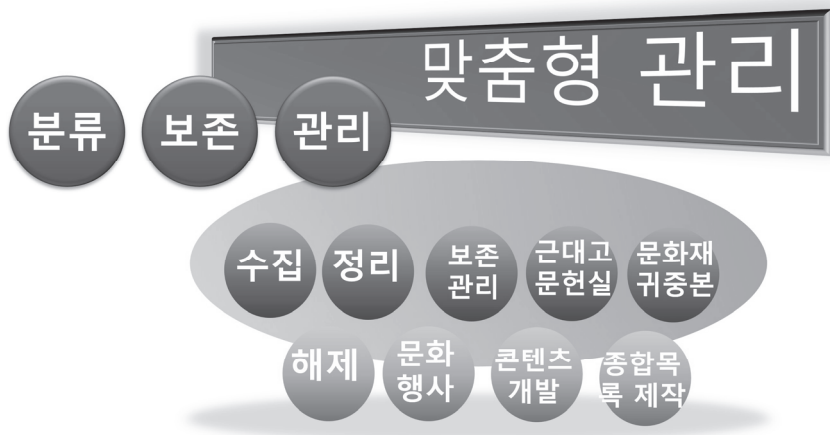 맞춤형 관리
분류 보존 관리
수집 정리 보존 관리 근대고 문헌실 문화재 귀중본
해제 문화 행사 콘텐츠 개발 종합목 록 제작